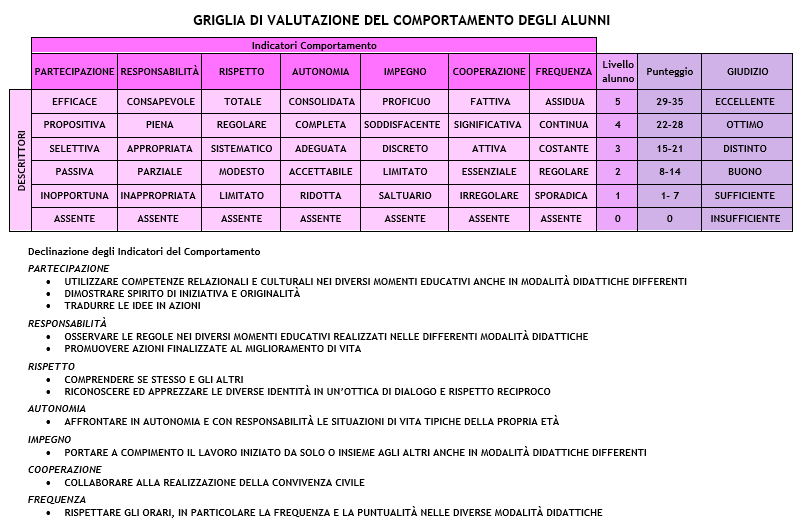 GRIGLIA DI VALUTAZIONE DEL COMPORTAMENTO DEGLI ALUNNI
Indicatori Comportamento
PARTECIPAZIONE RESPONSABILITÀ RISPETTO AUTONOMIA IMPEGNO COOPERAZIONE FREQUENZA Livello alunno Punteggio GIUDIZIO
DESCRITTORI
EFFICACE CONSAPEVOLE TOTALE CONSOLIDATA PROFICUO FATTIVA ASSIDUA 5 29-35 ECCELLENTE
PROPOSITIVA PIENA REGOLARE COMPLETA SODDISFACENTE SIGNIFICATIVA CONTINUA 4 22-28 OTTIMO
SELETTIVA APPROPRIATA SISTEMATICO ADEGUATA DISCRETO ATTIVA COSTANTE 3 15-21 DISTINTO
PASSIVA PARZIALE MODESTO ACCETTABILE LIMITATO ESSENZIALE REGOLARE 2 8-14 BUONO
INOPPORTUNA INAPPROPRIATA LIMITATO RIDOTTA SALTUARIO IRREGOLARE SPORADICA 1 1- 7 SUFFICIENTE
ASSENTE ASSENTE ASSENTE ASSENTE ASSENTE ASSENTE ASSENTE 0 0 INSUFFICIENTE
Declinazione degli Indicatori del Comportamento
PARTECIPAZIONE
• UTILIZZARE COMPETENZE RELAZIONALI E CULTURALI NEI DIVERSI MOMENTI EDUCATIVI ANCHE IN MODALITÀ DIDATTICHE DIFFERENTI
• DIMOSTRARE SPIRITO DI INIZIATIVA E ORIGINALITÀ
• TRADURRE LE IDEE IN AZIONI
RESPONSABILITÀ
• OSSERVARE LE REGOLE NEI DIVERSI MOMENTI EDUCATIVI REALIZZATI NELLE DIFFERENTI MODALITÀ DIDATTICHE
• PROMUOVERE AZIONI FINALIZZATE AL MIGLIORAMENTO DI VITA
RISPETTO
• COMPRENDERE SE STESSO E GLI ALTRI
• RICONOSCERE ED APPREZZARE LE DIVERSE IDENTITÀ IN UN'OTTICA DI DIALOGO E RISPETTO RECIPROCO
AUTONOMIA
• AFFRONTARE IN AUTONOMIA E CON RESPONSABILITÀ LE SITUAZIONI DI VITA TIPICHE DELLA PROPRIA ETÀ
IMPEGNO
• PORTARE A COMPIMENTO IL LAVORO INIZIATO DA SOLO O INSIEME AGLI ALTRI ANCHE IN MODALITÀ DIDATTICHE DIFFERENTI
COOPERAZIONE
• COLLABORARE ALLA REALIZZAZIONE DELLA CONVIVENZA CIVILE
FREQUENZA
• RISPETTARE GLI ORARI, IN PARTICOLARE LA FREQUENZA E LA PUNTUALITÀ NELLE DIVERSE MODALITÀ DIDATTICHE